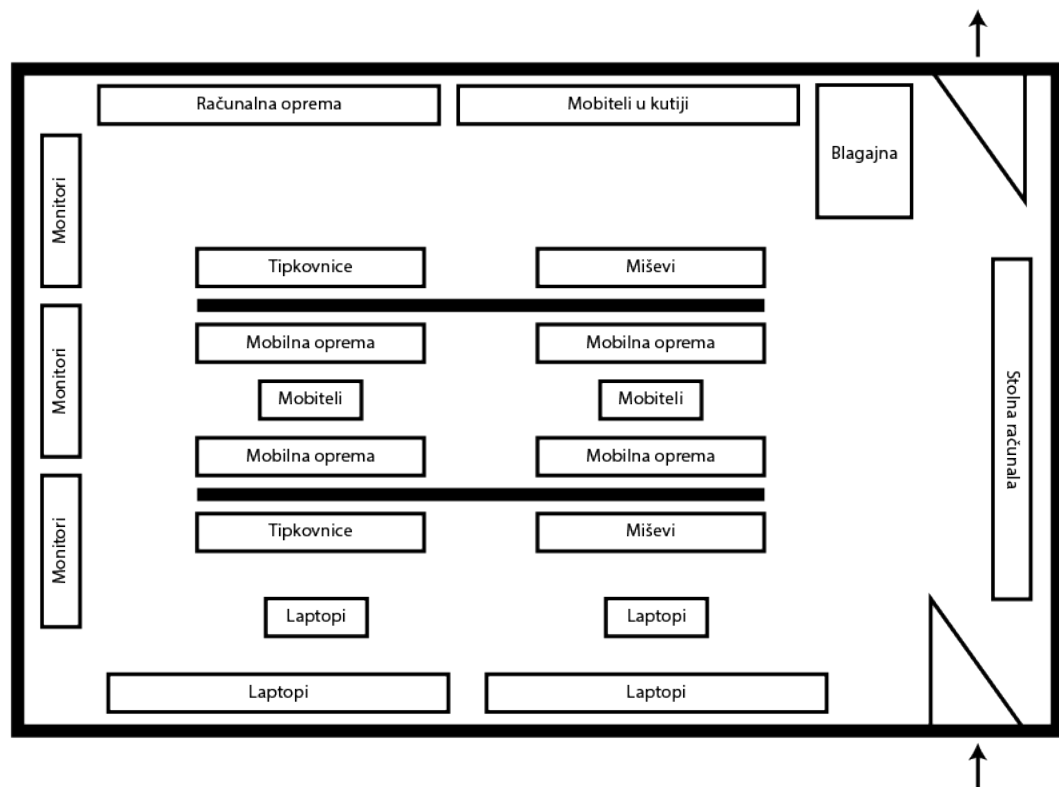 Računalna oprema
Mobiteli u kutiji
Blagajna
Monitori
Tipkovnice
Miševi
Mobilna oprema
Mobilna oprema
Monitori
Mobiteli
Mobiteli
Stolna računala
Mobilna oprema
Mobilna oprema
Monitori
Tipkovnice
Miševi
Laptopi
Laptopi
Laptopi
Laptopi